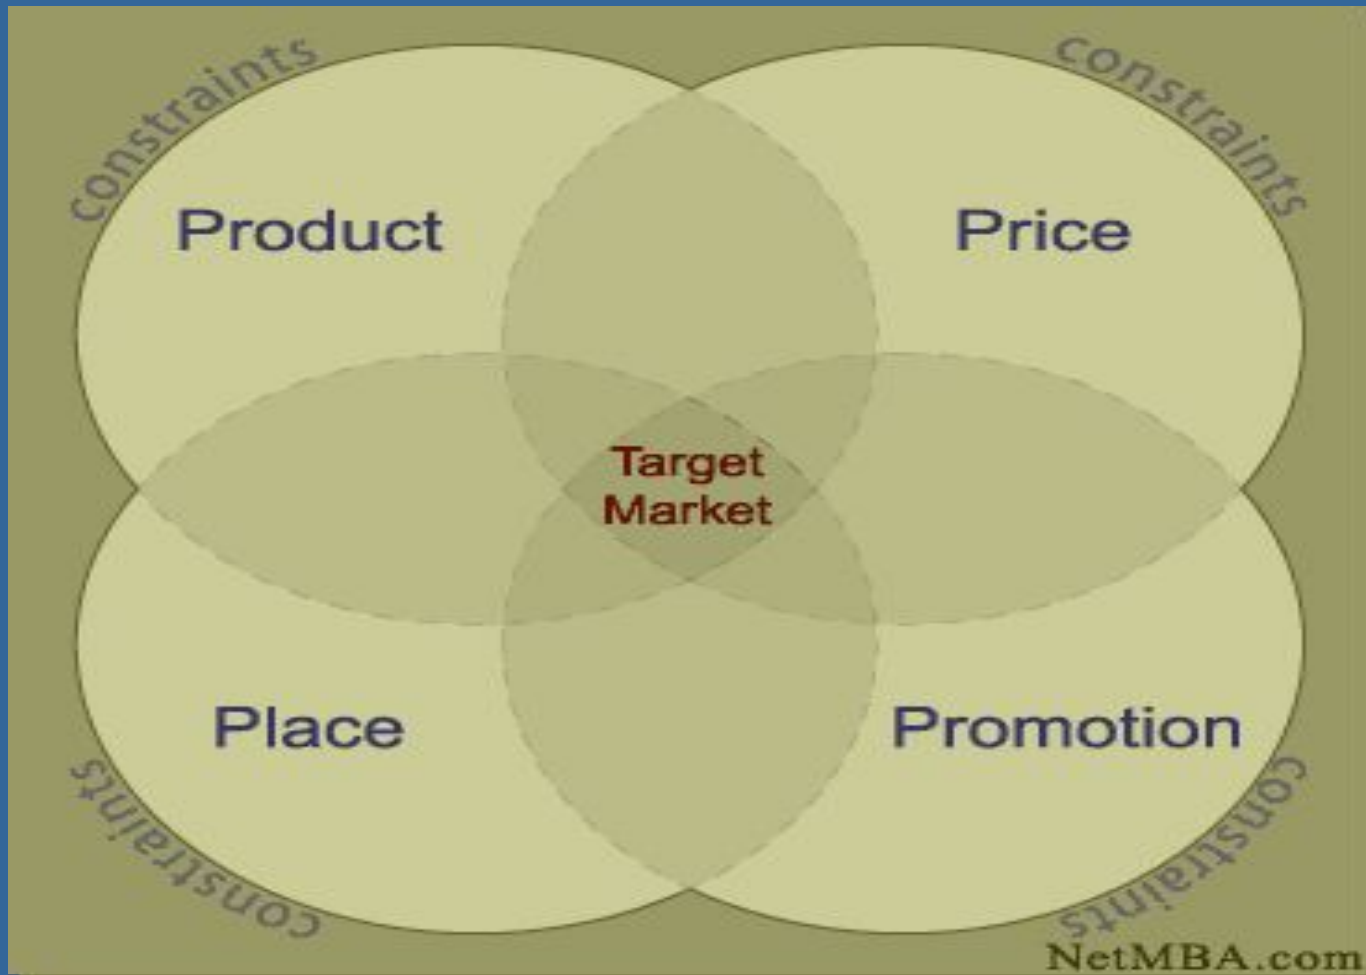 constraints
constraints
Product
Price
Target
Market
Place
Promotion
constraints
constraints
NetMBA.com